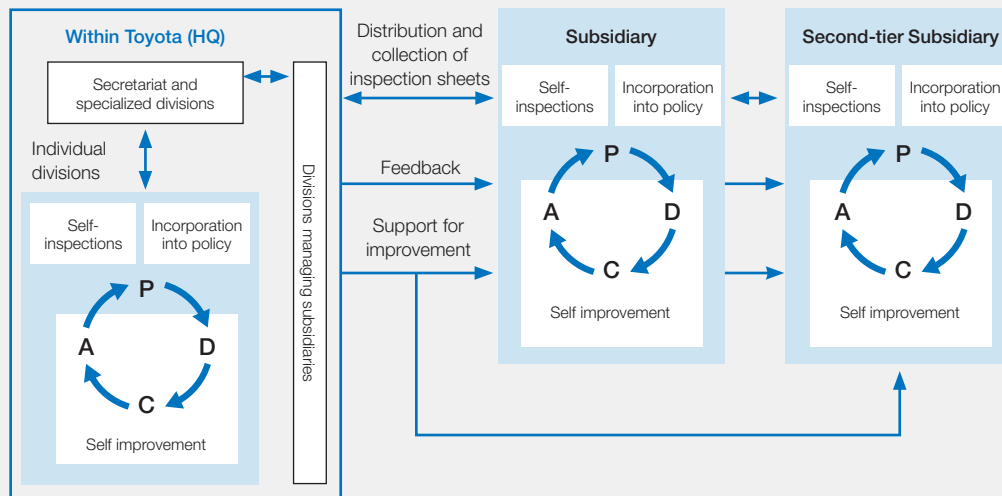 Within Toyota (HQ)
Secretariat and
specialized divisions
Individual
divisions
Self-
inspections
Incorporation
into policy
P
A
D
C
Self improvement
Divisions managing subsidiaries
Distribution and
collection of
inspection sheets
Feedback
Support for
improvement
Subsidiary
Self-
inspections
Incorporation
into policy
P
A
D
C
Self improvement
Second-tier Subsidiary
Self-
inspections
Incorporation
into policy
P
A
D
C
Self improvement